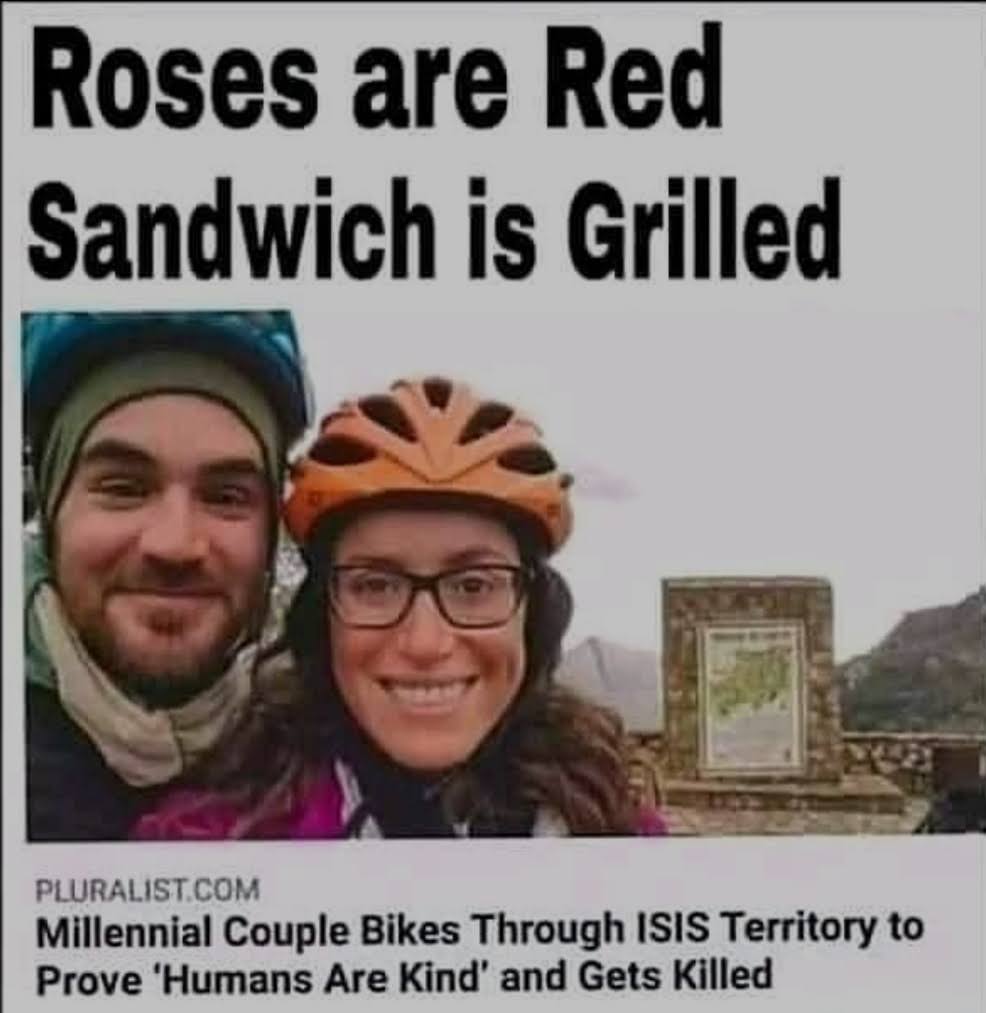 Roses are Red
Sandwich is Grilled
PLURALIST.COM
Millennial Couple Bikes Through ISIS Territory to
Prove 'Humans Are Kind' and Gets Killed